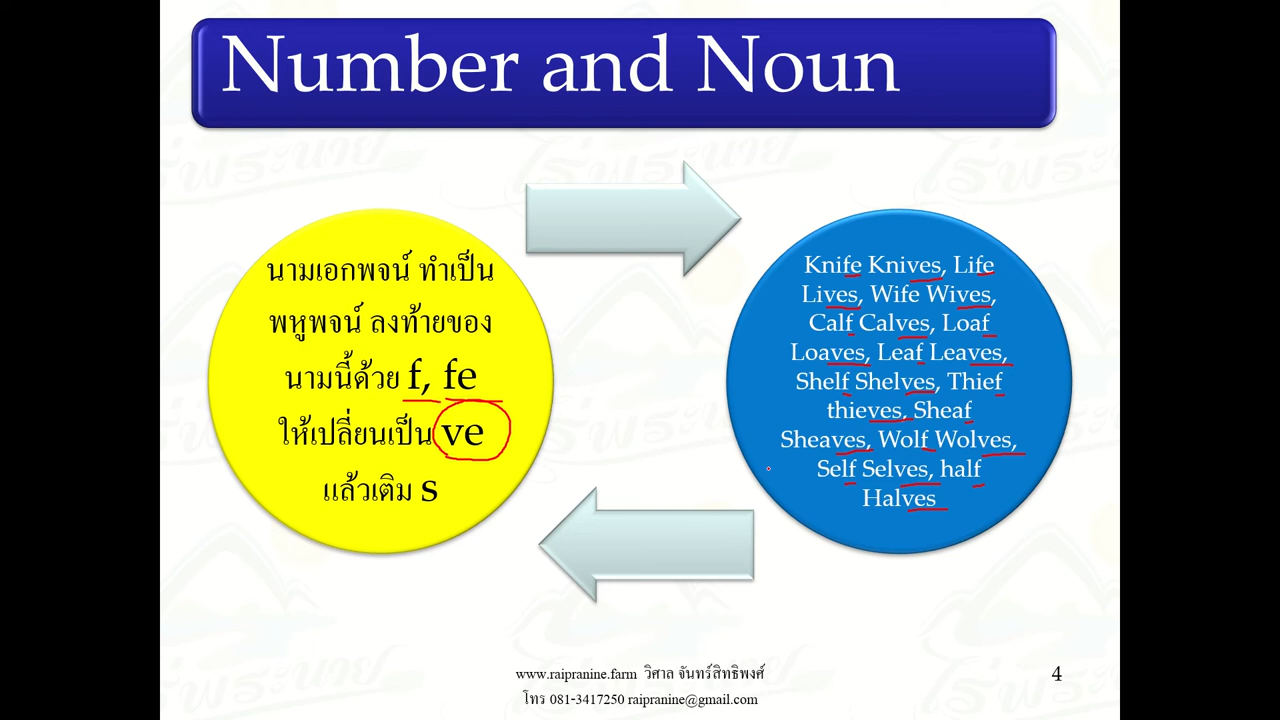 Number and Noun
นามเอกพจน์ ทำเป็น
พหูพจน์ ลงท้ายของ
นามนี้ด้วย f, fe
ให้เปลี่ยนเป็น ve
แล้วเติม s
Knife Knives, Life
Lives, Wife Wives,
Calf Calves, Loaf
Loaves, Leaf Leaves,
Shelf Shelves, Thief
thieves, Sheaf
Sheaves, Wolf Wolves,
Self Selves, half
Halves
www.raipranine.farm วิศาล จันทร์สิทธิพงศ์
โทร 081-3417250 raipranine@gmail.com
4